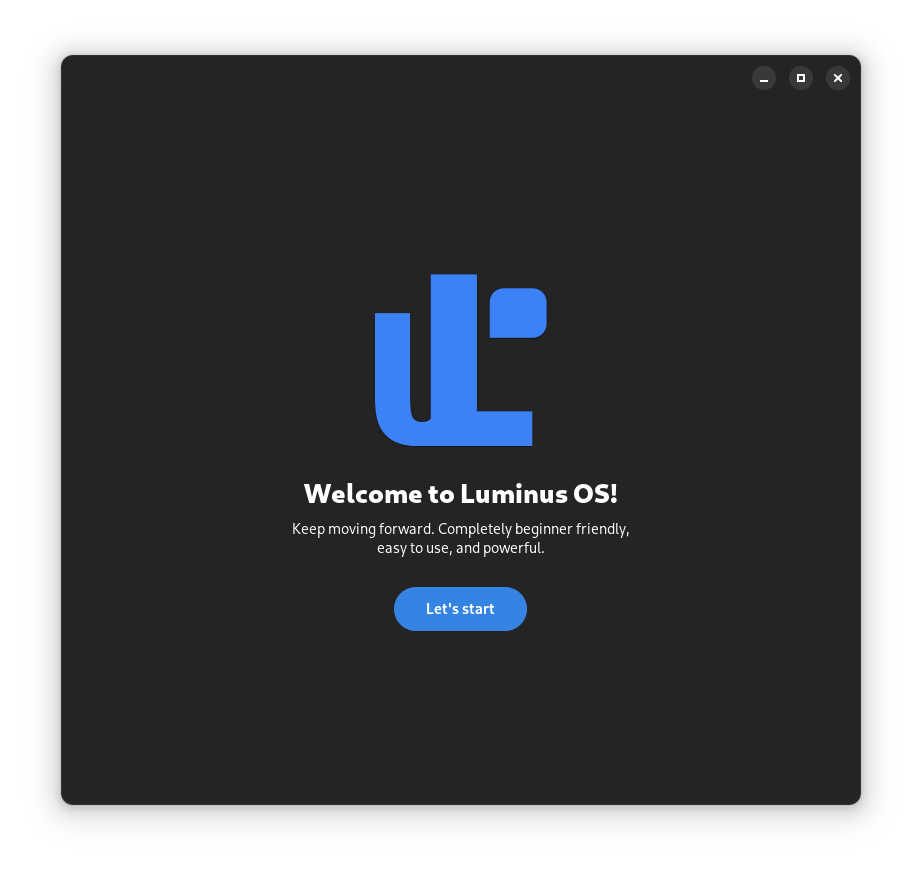 Welcome to Luminus OS!
Keep moving forward. Completely beginner friendly,
easy to use, and powerful.
Let's start